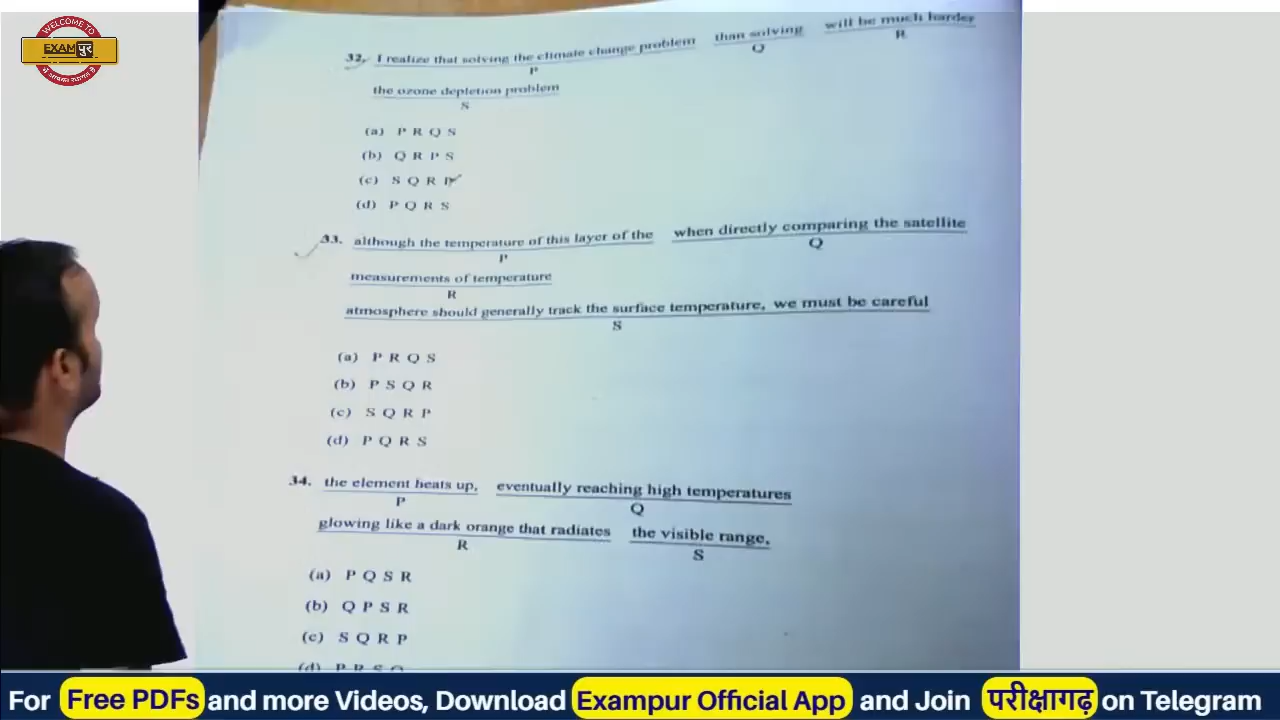 WELCOME TO
EXAM पुर
32. I realize that solving the climate change problem than solving will be much harder
P Q R
the ozone depletion problem
S
(a) P R Q S
(b) Q R P S
(c) S Q R P
(d) P Q R S
33. although the temperature of this layer of the when directly comparing the satellite
P Q
measurements of temperature
R
atmosphere should generally track the surface temperature, we must be careful
S
(a) P R Q S
(b) P S Q R
(c) S Q R P
(d) P Q R S
34. the element heats up, eventually reaching high temperatures
P Q
glowing like a dark orange that radiates the visible range,
R S
(a) P Q S R
(b) Q P S R
(c) S Q R P
(d) P R S Q
For Free PDFs and more Videos, Download Exampur Official App and Join परीक्षागढ़ on Telegram